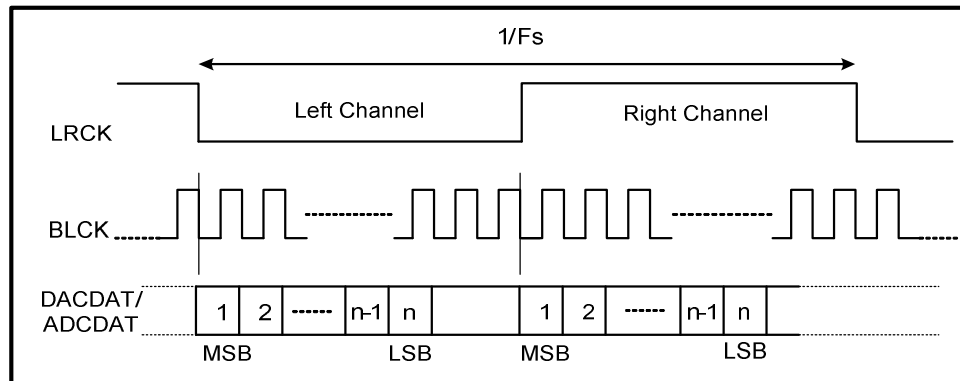 1/Fs
Left Channel
Right Channel
LRCK
BLCK
DACDAT/
ADCDAT
1 2 n-1 n 1 2 n-1 n
MSB LSB MSB LSB